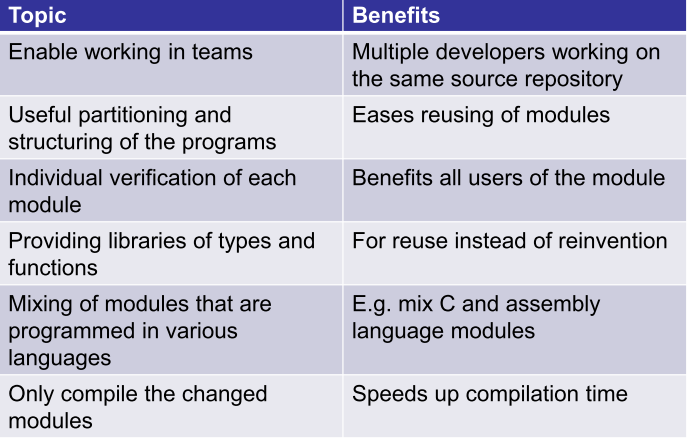 Topic
Benefits
Enable working in teams
Multiple developers working on
the same source repository
Useful partitioning and
structuring of the programs
Eases reusing of modules
Individual verification of each
module
Benefits all users of the module
Providing libraries of types and
functions
For reuse instead of reinvention
Mixing of modules that are
programmed in various
languages
E.g. mix C and assembly
language modules
Only compile the changed
modules
Speeds up compilation time